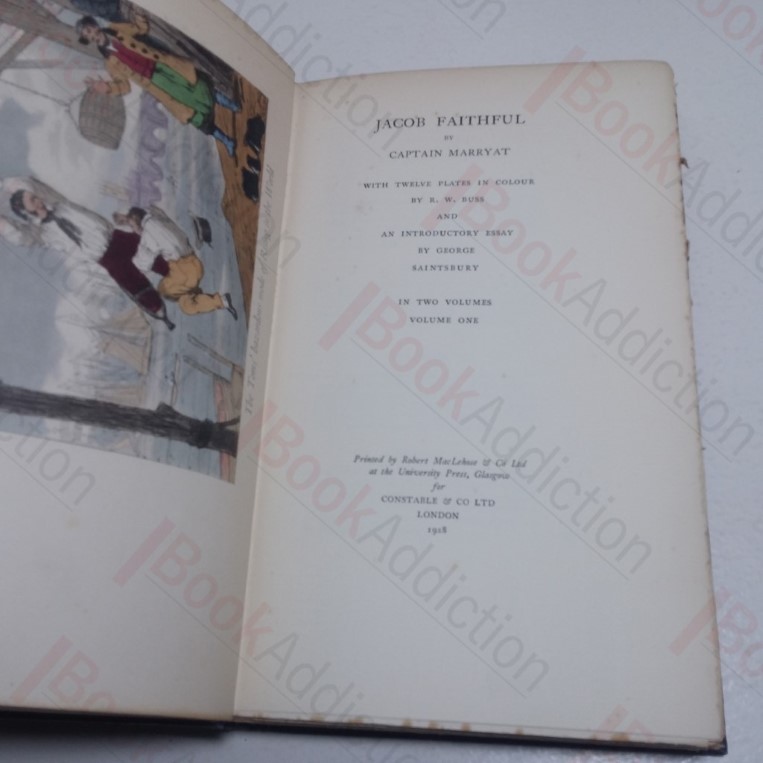 JACOB FAITHFUL
BY
CAPTAIN MARRYAT
WITH TWELVE PLATES IN COLOUR
BY R. W. BUSS
AND
AN INTRODUCTORY ESSAY
BY GEORGE
SAINTSBURY
IN TWO VOLUMES
VOLUME ONE
Printed by Robert MacLehose & Co Ltd
at the University Press, Glasgow
for
CONSTABLE & CO LTD
LONDON
1928
BookAddiction